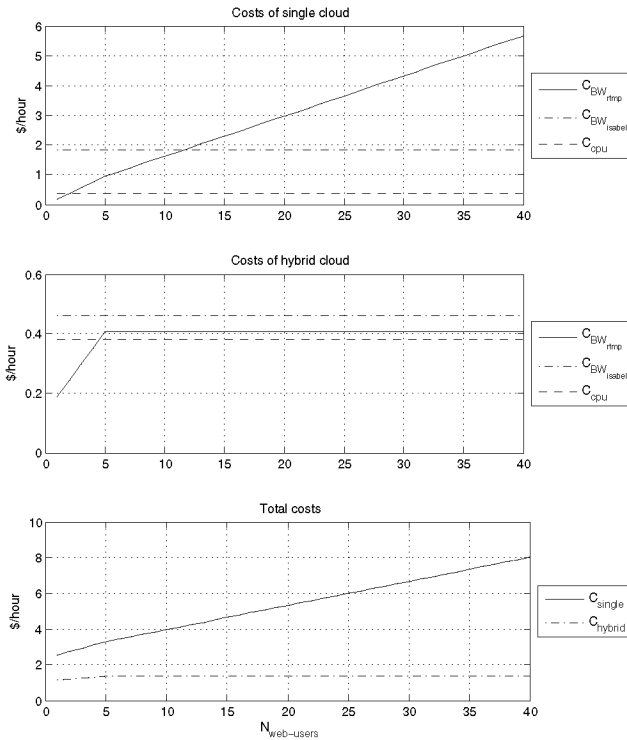 Costs of single cloud
$/hour
6
5
4
3
2
1
0
0 5 10 15 20 25 30 35 40
C_BW_rtmp
C_BW_Isabel
C_cpu
Costs of hybrid cloud
$/hour
0.6
0.4
0.2
0
0 5 10 15 20 25 30 35 40
C_BW_rtmp
C_BW_Isabel
C_cpu
Total costs
$/hour
10
8
6
4
2
0
0 5 10 15 20 25 30 35 40
N_web-users
C_single
C_hybrid